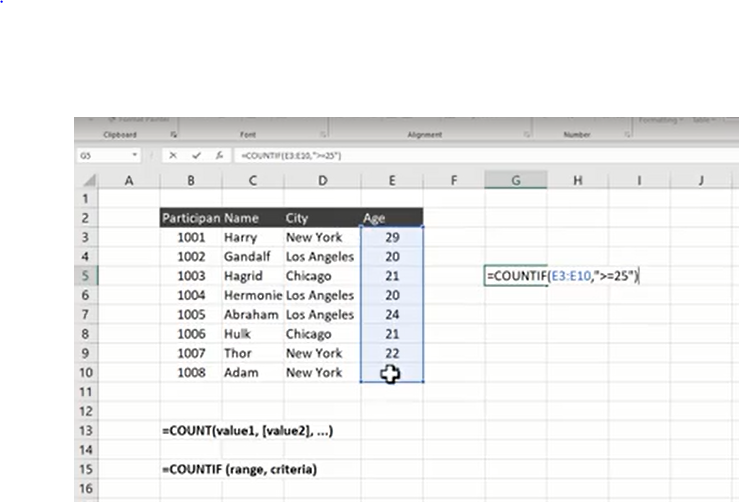 Clipboard Font Alignment Number
G5 =COUNTIF(E3:E10,">=25")
A B C D E F G H I J
1
2 Participan Name City Age
3 1001 Harry New York 29
4 1002 Gandalf Los Angeles 20
5 1003 Hagrid Chicago 21 =COUNTIF(E3:E10,">=25")
6 1004 Hermonie Los Angeles 20
7 1005 Abraham Los Angeles 24
8 1006 Hulk Chicago 21
9 1007 Thor New York 22
10 1008 Adam New York
11
12
13 =COUNT(value1, [value2], ...)
14
15 =COUNTIF (range, criteria)
16